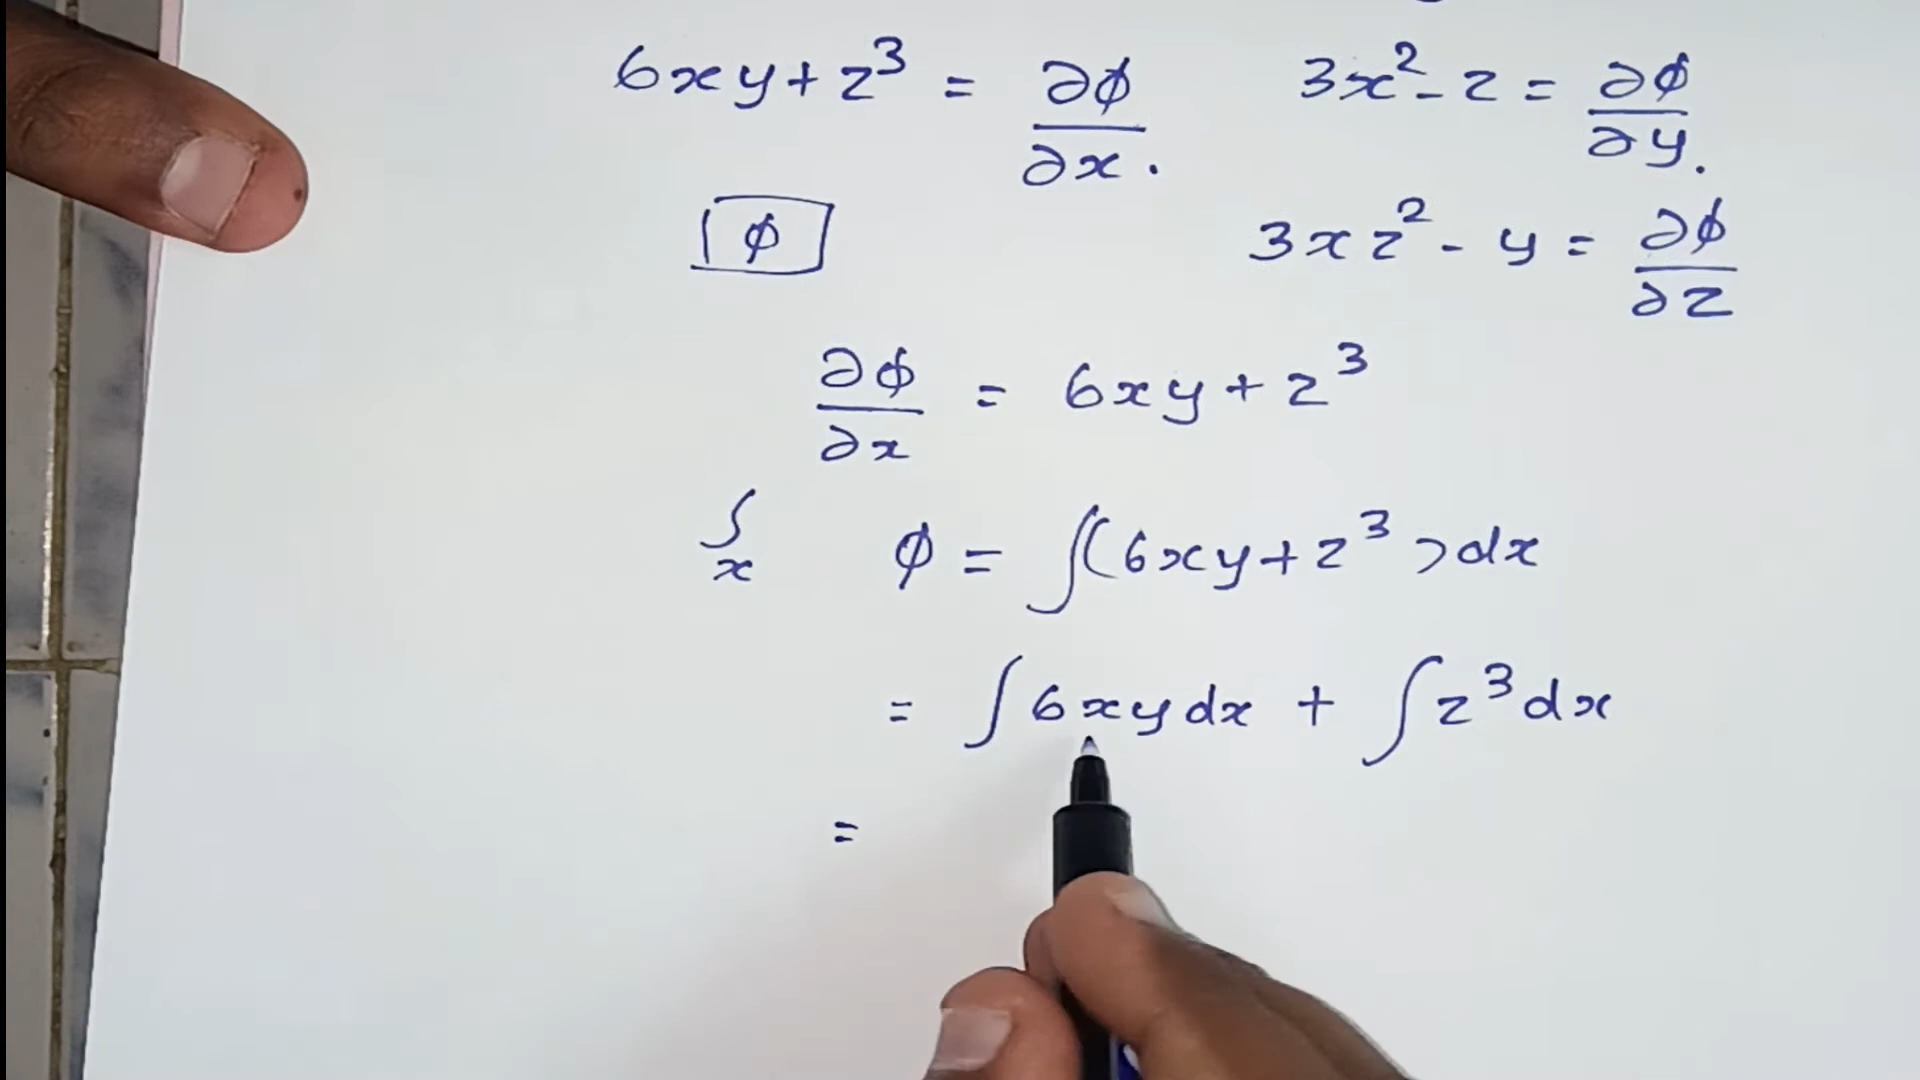 6xy + z³ = ∂φ/∂x . 3x² - z = ∂φ/∂y .
φ 3xz² - y = ∂φ/∂z
∂φ/∂x = 6xy + z³
∫x φ = ∫(6xy + z³)dx
= ∫6xy dx + ∫z³ dx
=